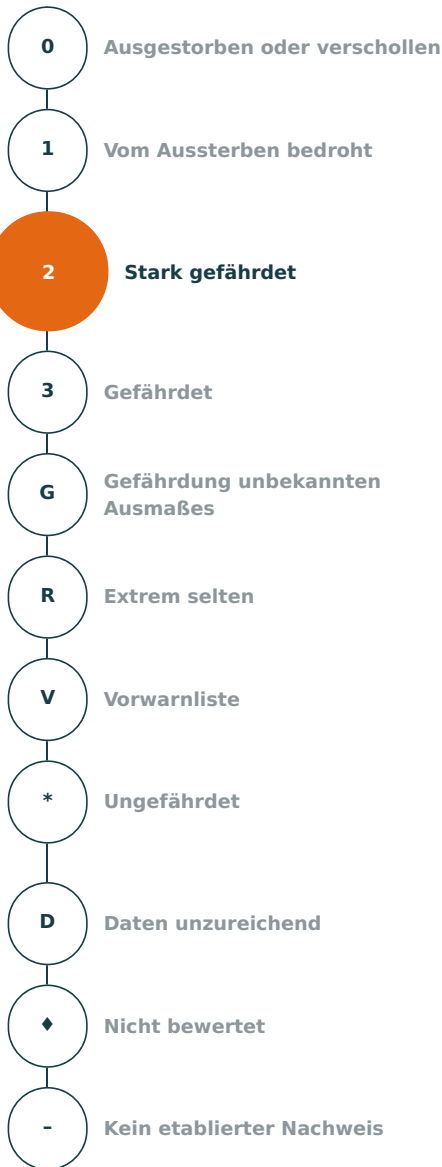 0 Ausgestorben oder verschollen
1 Vom Aussterben bedroht
2 Stark gefährdet
3 Gefährdet
G Gefährdung unbekannten
Ausmaßes
R Extrem selten
V Vorwarnliste
* Ungefährdet
D Daten unzureichend
♦ Nicht bewertet
– Kein etablierter Nachweis